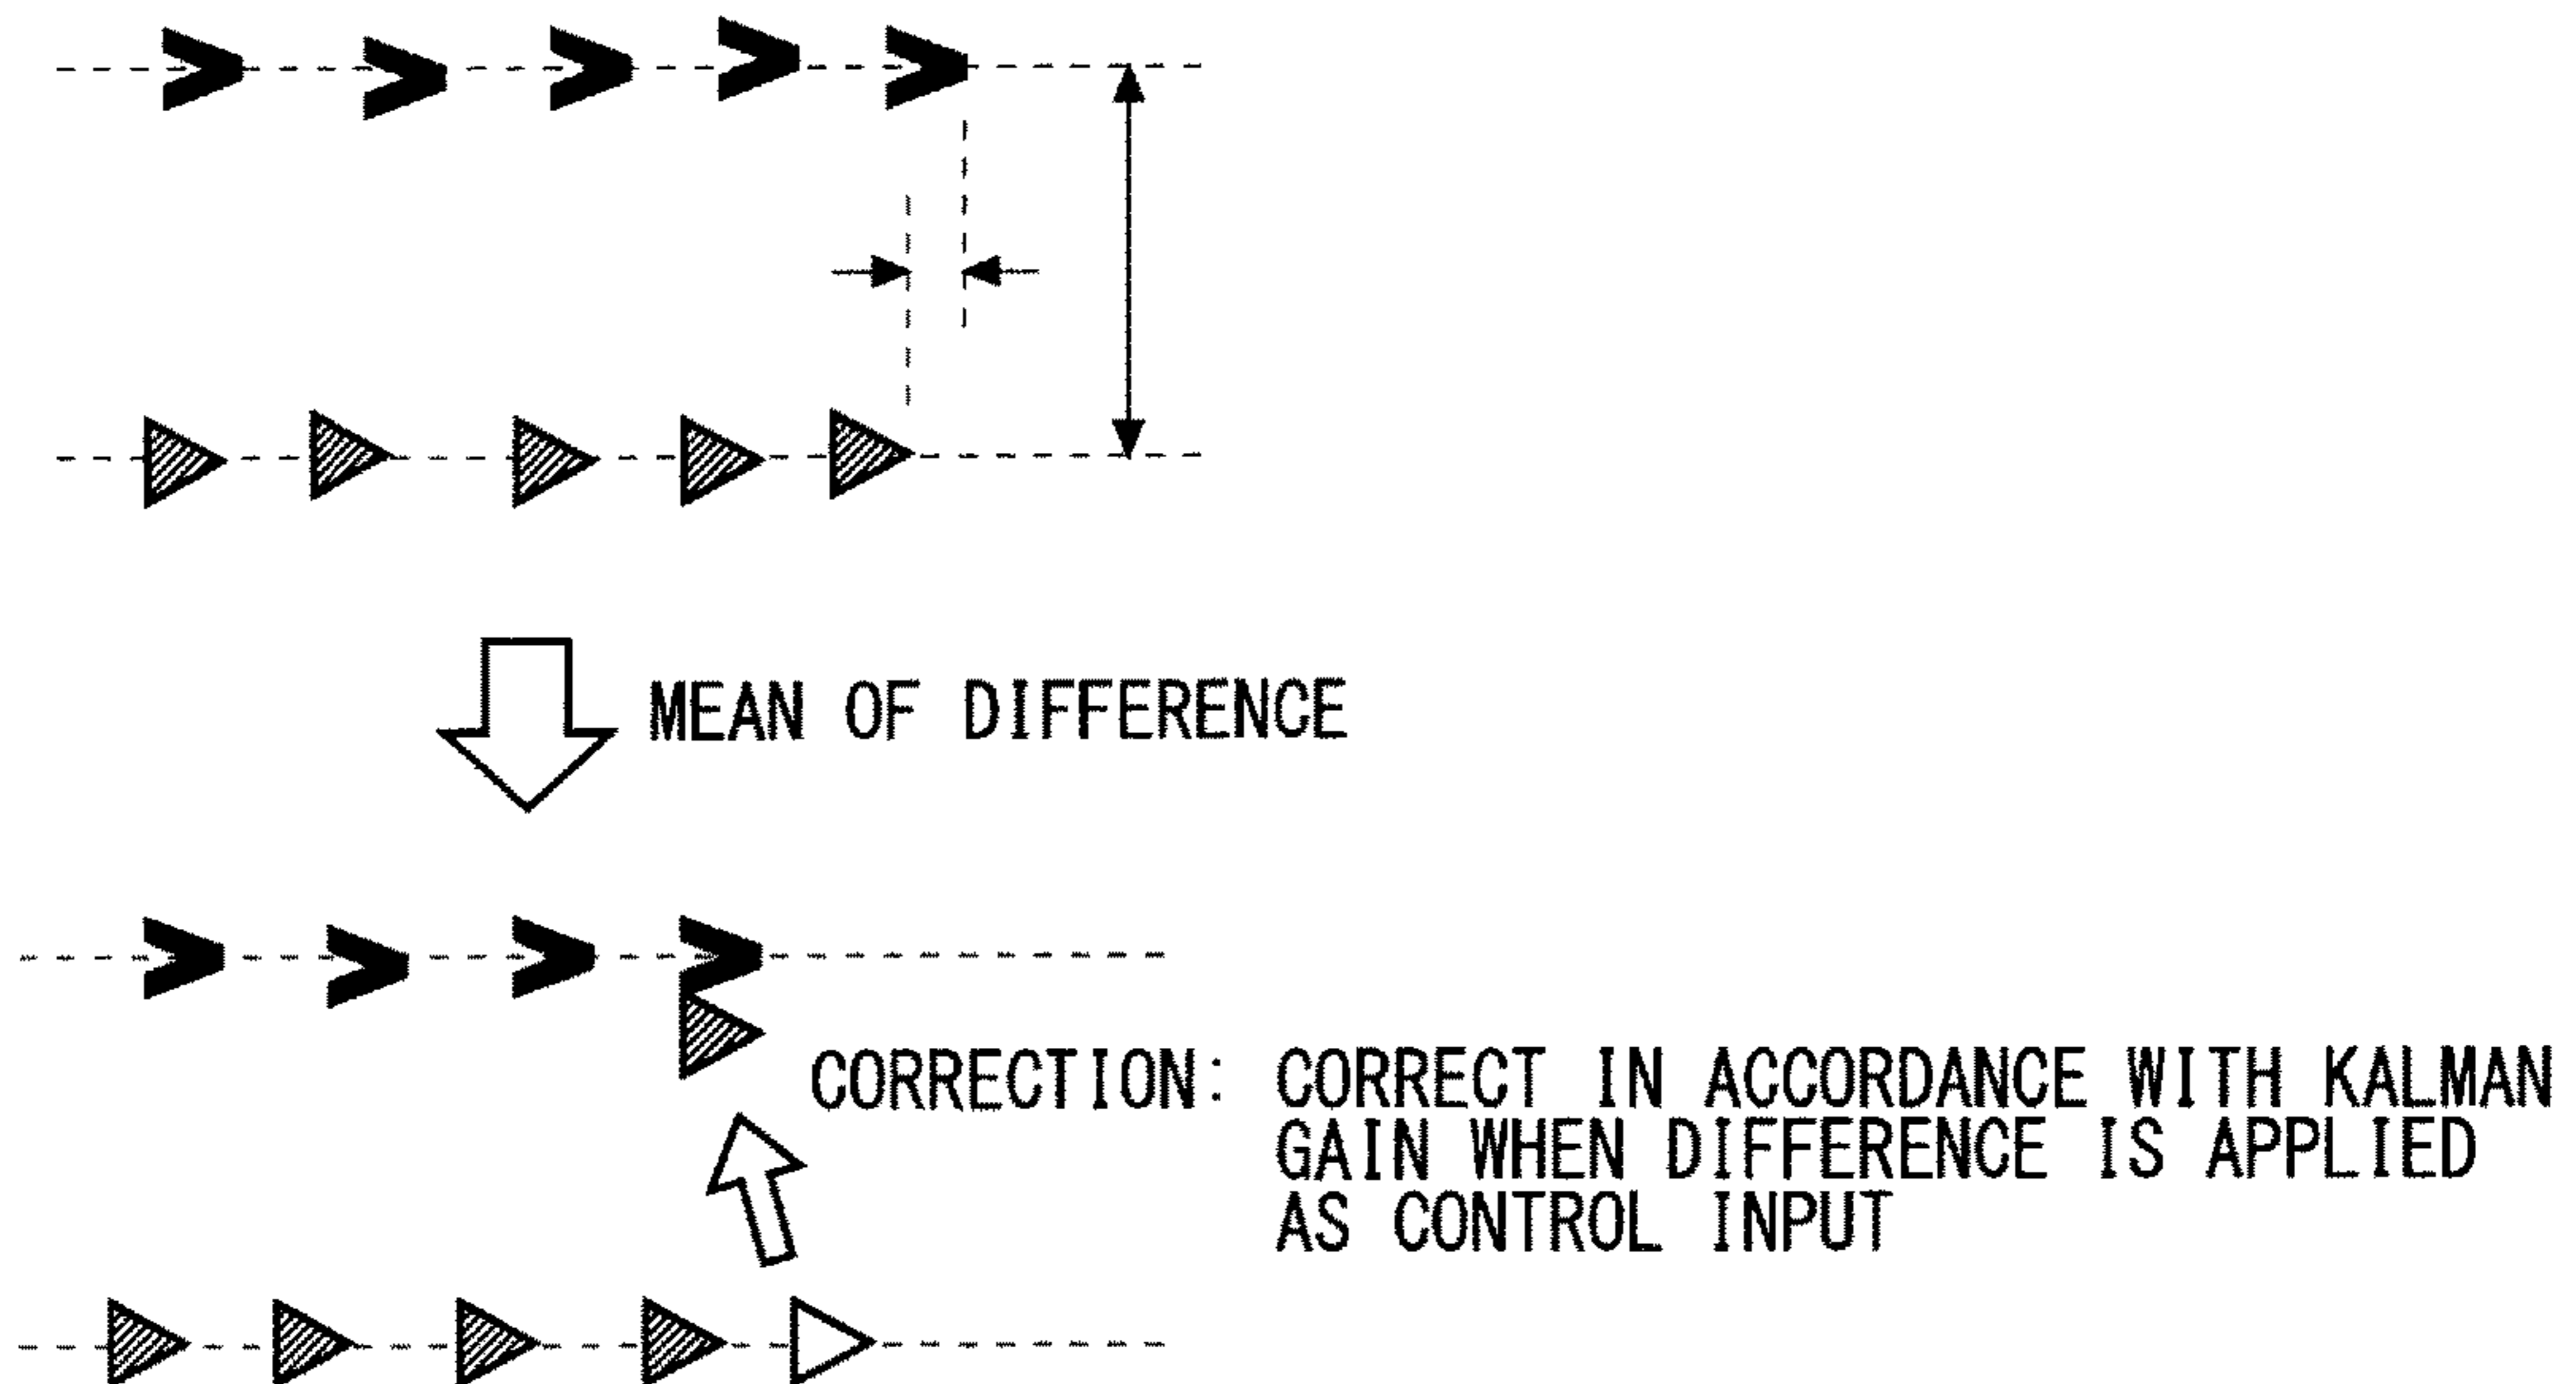 MEAN OF DIFFERENCE
CORRECTION: CORRECT IN ACCORDANCE WITH KALMAN
GAIN WHEN DIFFERENCE IS APPLIED
AS CONTROL INPUT